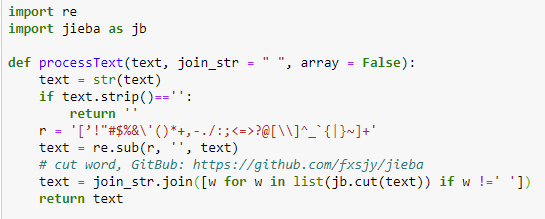 import re
import jieba as jb
def processText(text, join_str = " ", array = False):
    text = str(text)
    if text.strip()=='':
        return ''
    r = '[’!"#$%&\'()*+,-./:;<=>?@[\\]^_`{|}~]+'
    text = re.sub(r, '', text)
    # cut word, GitBub: https://github.com/fxsjy/jieba
    text = join_str.join([w for w in list(jb.cut(text)) if w !=' '])
    return text